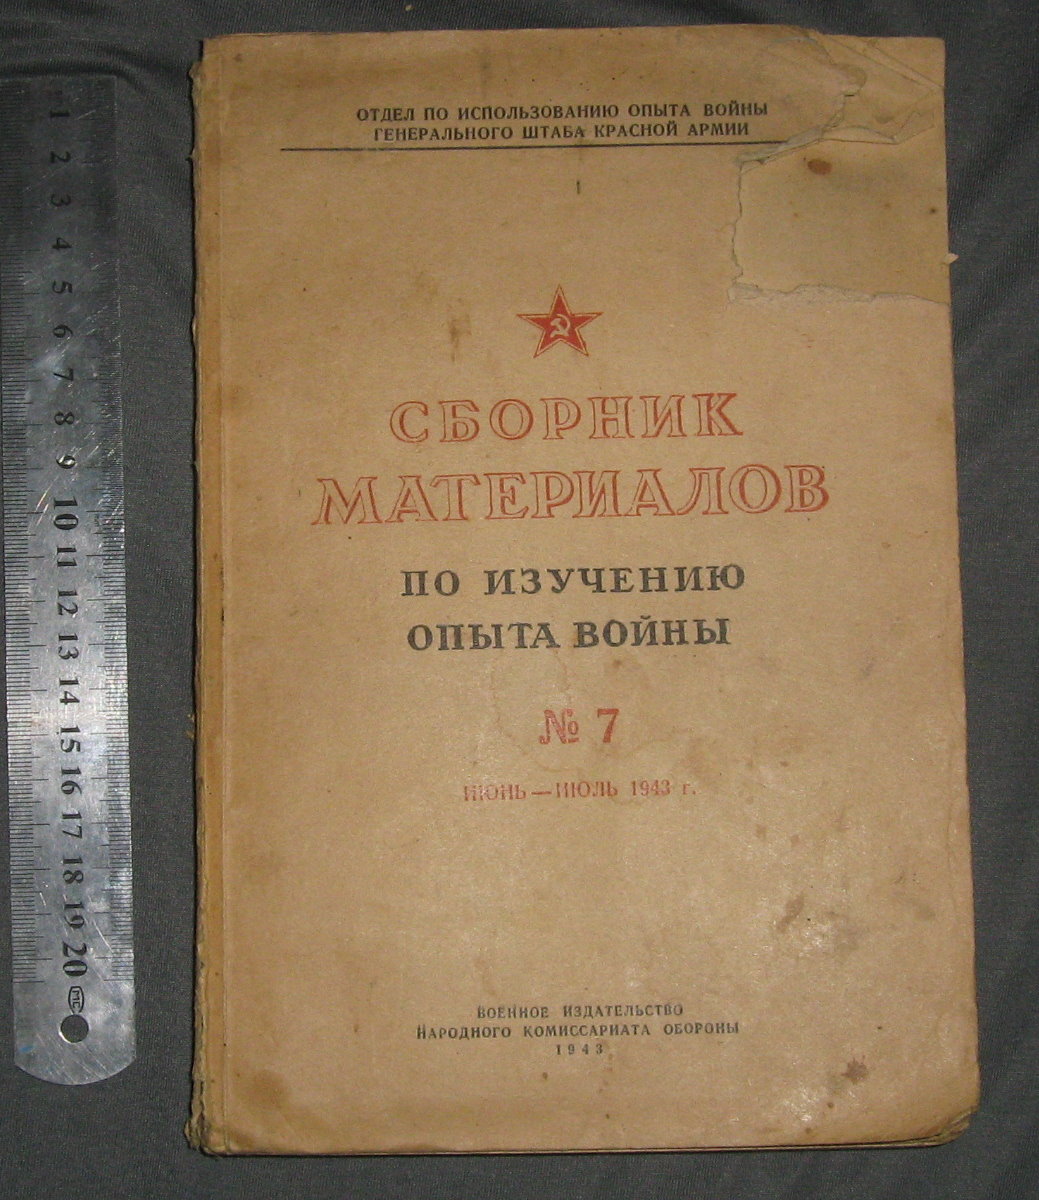 ОТДЕЛ ПО ИСПОЛЬЗОВАНИЮ ОПЫТА ВОЙНЫ
ГЕНЕРАЛЬНОГО ШТАБА КРАСНОЙ АРМИИ
СБОРНИК
МАТЕРИАЛОВ
ПО ИЗУЧЕНИЮ
ОПЫТА ВОЙНЫ
№ 7
ИЮНЬ — ИЮЛЬ 1943 г.
ВОЕННОЕ ИЗДАТЕЛЬСТВО
НАРОДНОГО КОМИССАРИАТА ОБОРОНЫ
1943
1 2 3 4 5 6 7 8 9 10 11 12 13 14 15 16 17 18 19 20
МС